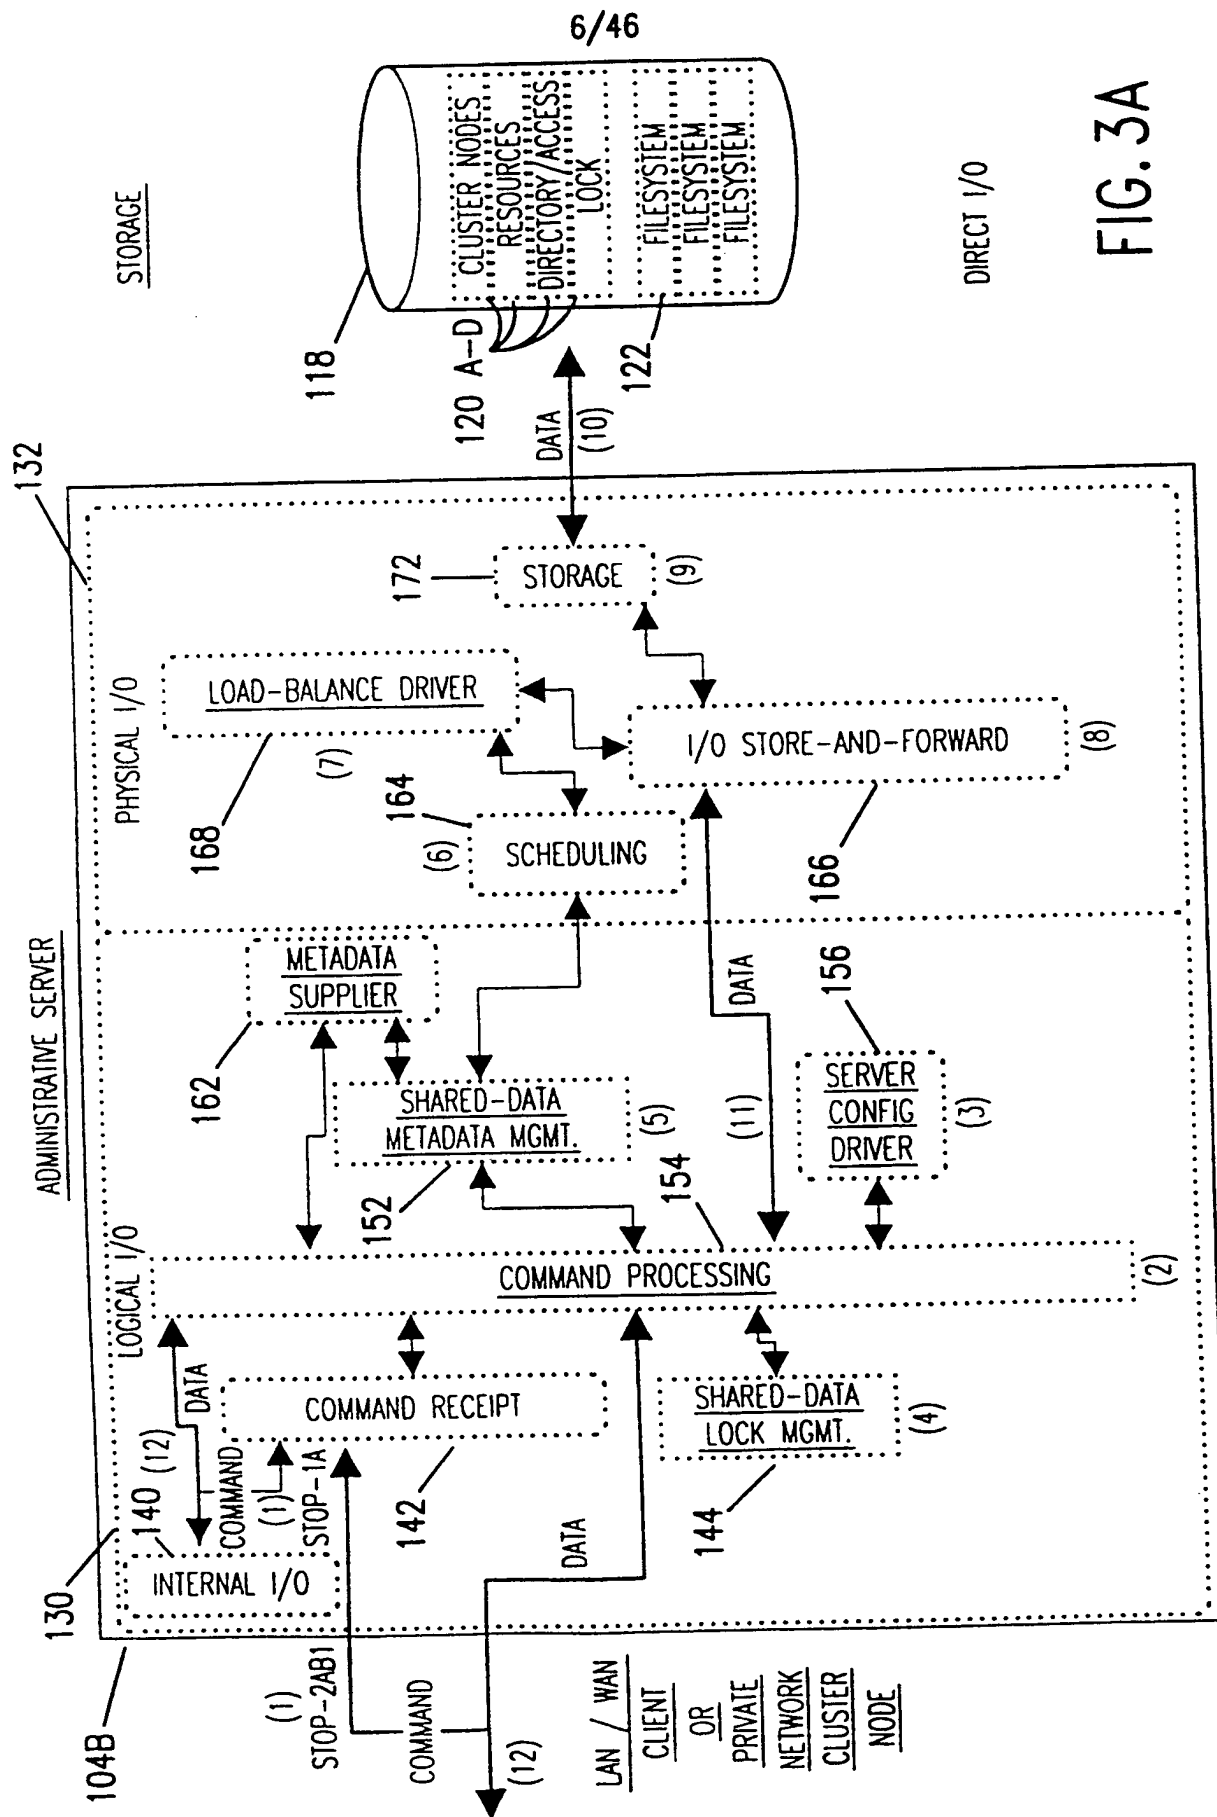 6/46
ADMINISTRATIVE SERVER
STORAGE
104B
130
132
118
LOGICAL I/O
PHYSICAL I/O
INTERNAL I/O
140
(12)
DATA
COMMAND
(1)
STOP-1A
COMMAND RECEIPT
142
(1)
STOP-2AB1
COMMAND
(12)
DATA
LAN / WAN
CLIENT
OR
PRIVATE
NETWORK
CLUSTER
NODE
SHARED-DATA
LOCK MGMT.
(4)
144
COMMAND PROCESSING
(2)
154
METADATA
SUPPLIER
162
SHARED-DATA
METADATA MGMT.
(5)
152
DATA
(11)
SERVER
CONFIG
DRIVER
(3)
156
LOAD-BALANCE DRIVER
168
(7)
164
(6)
SCHEDULING
I/O STORE-AND-FORWARD
(8)
166
STORAGE
172
(9)
DATA
(10)
120 A-D
CLUSTER NODES
RESOURCES
DIRECTORY/ACCESS
LOCK
FILESYSTEM
FILESYSTEM
FILESYSTEM
122
DIRECT I/O
FIG. 3A